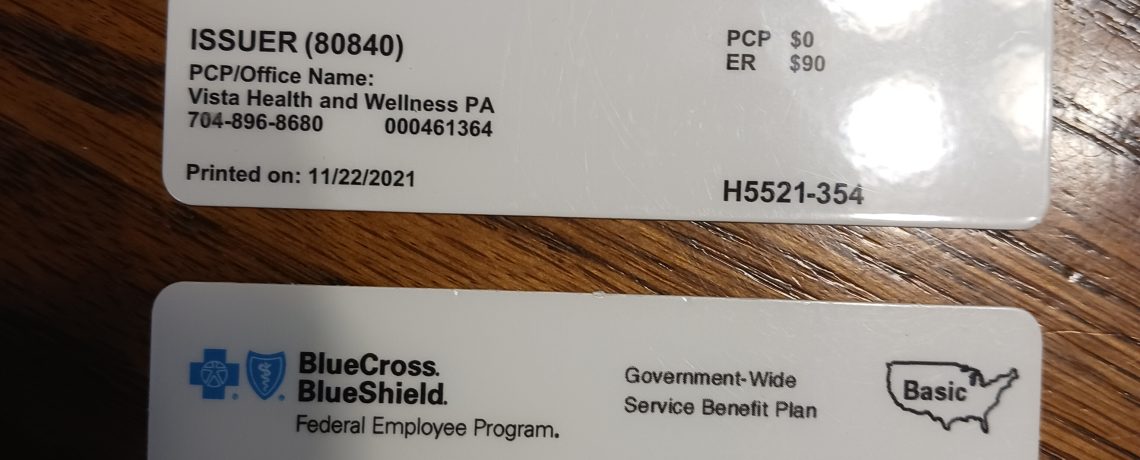 ISSUER (80840)
PCP/Office Name:
Vista Health and Wellness PA
704-896-8680 000461364
Printed on: 11/22/2021
PCP $0
ER $90
H5521-354
BlueCross.
BlueShield.
Federal Employee Program.
Government-Wide
Service Benefit Plan
Basic